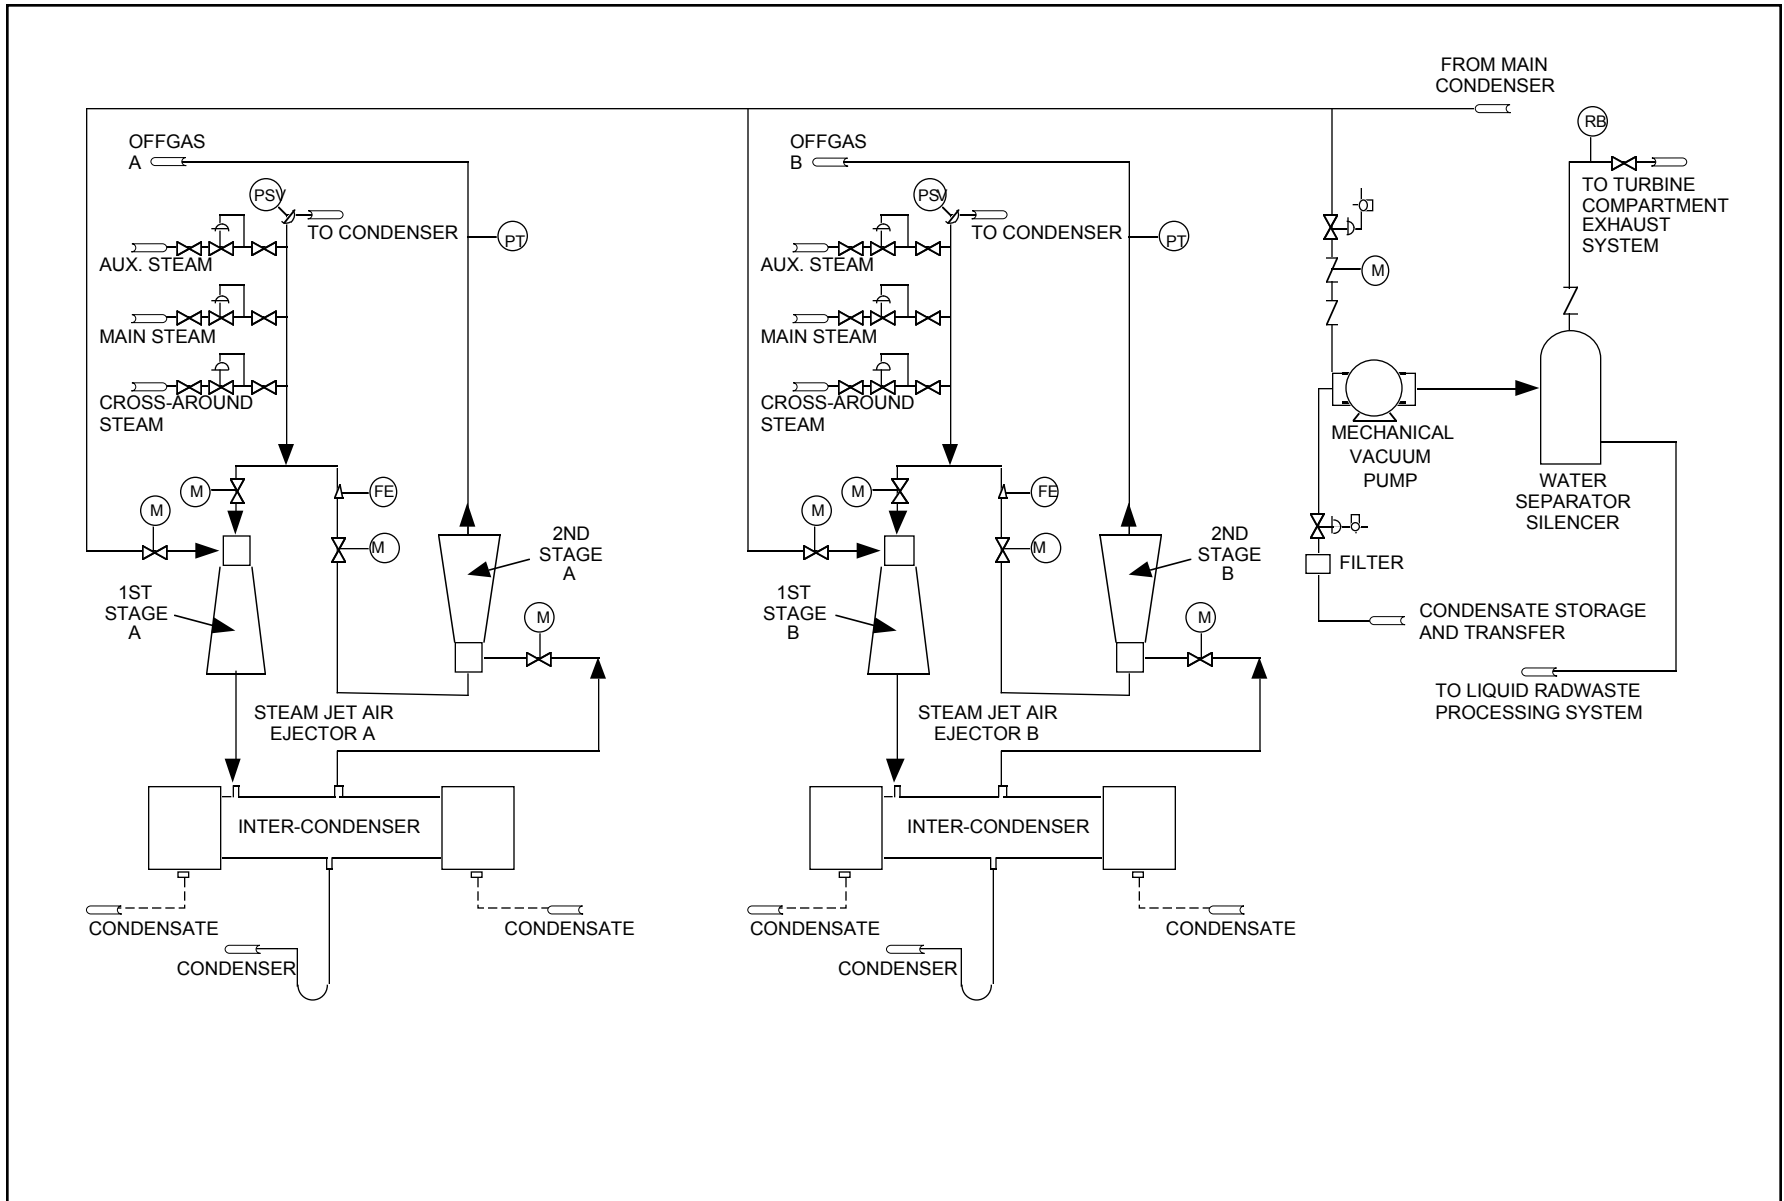 FROM MAIN
CONDENSER
OFFGAS
A
PSV
TO CONDENSER
AUX. STEAM
PT
MAIN STEAM
CROSS-AROUND
STEAM
M
FE
M
M
2ND
STAGE
A
1ST
STAGE
A
M
STEAM JET AIR
EJECTOR A
INTER-CONDENSER
CONDENSATE
CONDENSATE
CONDENSER
OFFGAS
B
PSV
TO CONDENSER
AUX. STEAM
PT
MAIN STEAM
CROSS-AROUND
STEAM
M
FE
M
M
2ND
STAGE
B
1ST
STAGE
B
M
STEAM JET AIR
EJECTOR B
INTER-CONDENSER
CONDENSATE
CONDENSATE
CONDENSER
RB
TO TURBINE
COMPARTMENT
EXHAUST
SYSTEM
M
MECHANICAL
VACUUM
PUMP
WATER
SEPARATOR
SILENCER
FILTER
CONDENSATE STORAGE
AND TRANSFER
TO LIQUID RADWASTE
PROCESSING SYSTEM